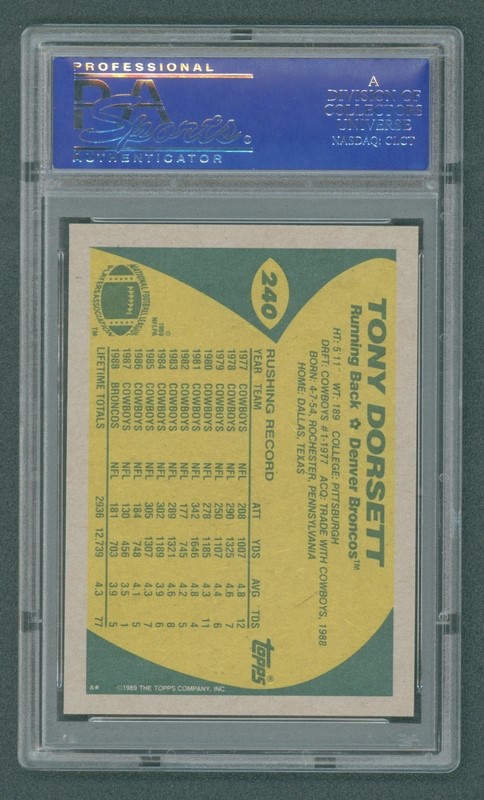 PROFESSIONAL
PSA
Sports
AUTHENTICATOR
A
DIVISION OF
COLLECTORS
UNIVERSE
NASDAQ: CLCT
240
TONY DORSETT
Running Back ✿ Denver Broncos™
HT: 5'11 WT: 189 COLLEGE: PITTSBURGH
DRFT: COWBOYS #1-1977 ACQ: TRADE WITH COWBOYS, 1988
BORN: 4-7-54, ROCHESTER, PENNSYLVANIA
HOME: DALLAS, TEXAS
RUSHING RECORD
topps®
YEAR TEAM ATT YDS AVG TDS
1977 COWBOYS NFL 208 1007 4.8 12
1978 COWBOYS NFL 290 1325 4.6 7
1979 COWBOYS NFL 250 1107 4.4 6
1980 COWBOYS NFL 278 1185 4.3 11
1981 COWBOYS NFL 342 1646 4.8 4
1982 COWBOYS NFL 177 745 4.2 5
1983 COWBOYS NFL 289 1321 4.6 8
1984 COWBOYS NFL 302 1189 3.9 6
1985 COWBOYS NFL 305 1307 4.3 7
1986 COWBOYS NFL 184 748 4.1 5
1987 COWBOYS NFL 130 456 3.5 1
1988 BRONCOS NFL 181 703 3.9 5
LIFETIME TOTALS 2936 12,739 4.3 77
NATIONAL FOOTBALL LEAGUE
PLAYERS ASSOCIATION
©
1989
NFLPA
™
©1989 THE TOPPS COMPANY, INC.
A*